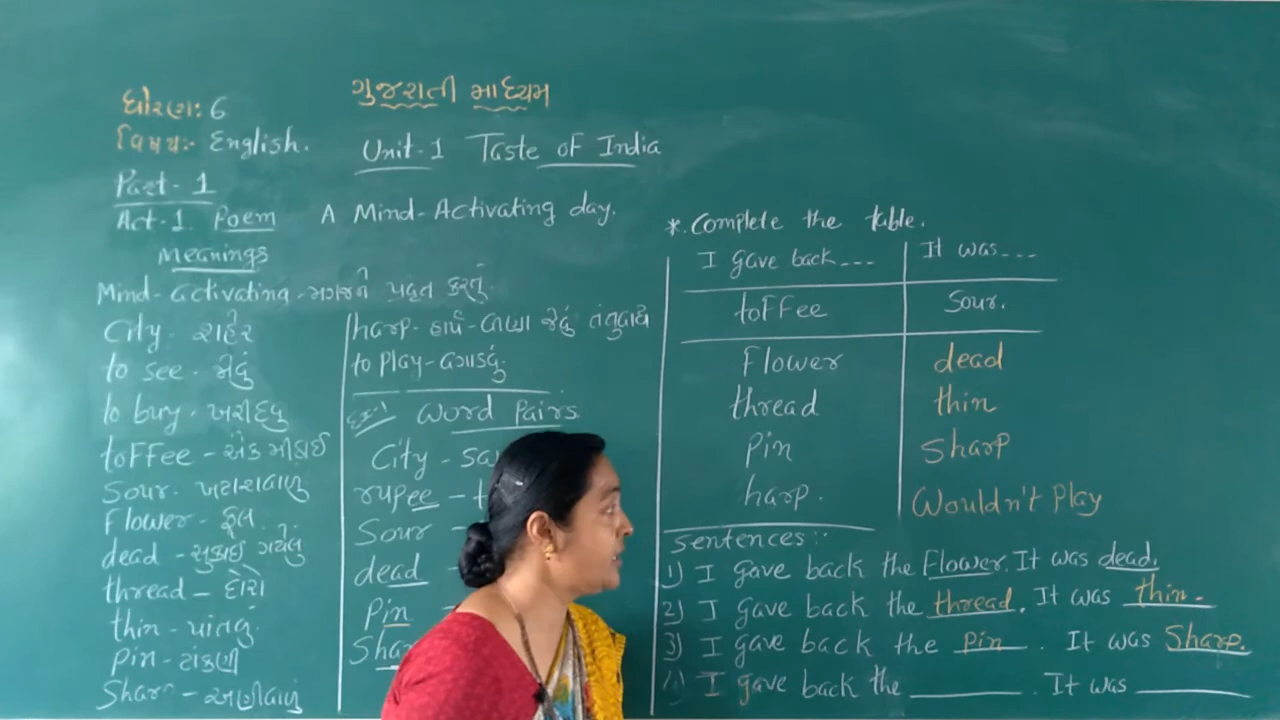 ગુજરાતી માધ્યમ
ધોરણ: 6
વિષય:- English.
Unit-1 Taste of India
Part-1
Act-1. Poem A Mind-Activating day.
Meanings
Mind-activating - મગજને પ્રવૃત કરતું
City - શહેર
to see - જોવું
to buy - ખરીદવું
toffee - એક મીઠાઈ
Sour - ખટાશવાળું
Flower - ફૂલ
dead - સુકાઈ ગયેલું
thread - દોરો
thin - પાતળું
Pin - ટાંકણી
Sharp - અણીવાળું
harp - હાર્પ - વાદ્ય જેવું તંતુવાદ્ય
to play - વગાડવું
Word Pairs
City -
rupee -
Sour -
dead -
Pin -
*. Complete the table.
I gave back... It was...
toffee Sour.
Flower dead
thread thin
Pin Sharp
harp. Wouldn't Play
Sentences:-
1) I gave back the Flower. It was dead.
2) I gave back the thread. It was thin.
3) I gave back the Pin. It was Sharp.
4) I gave back the ______. It was ______